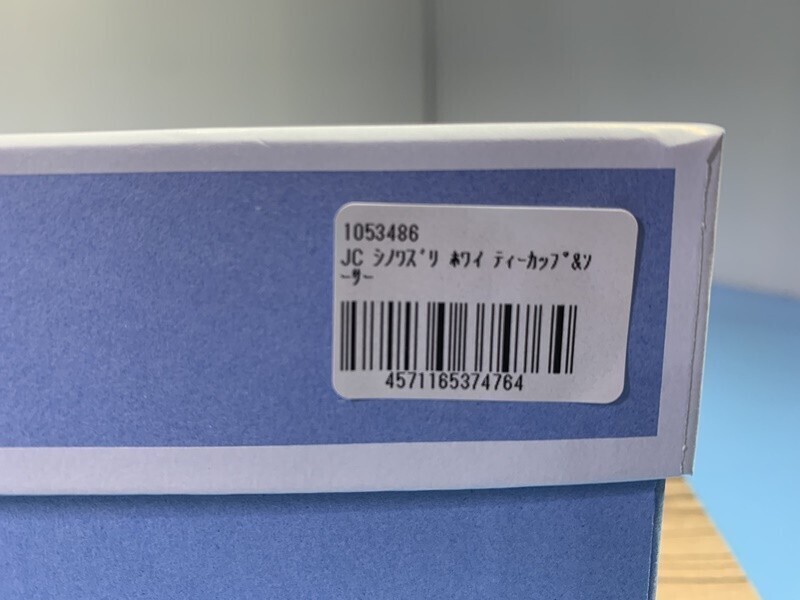 1053486
JC ｼﾉﾜｽﾞﾘ ﾎﾜｲ ﾃｨｰｶｯﾌﾟ&ｿ
ｰｻｰ
4571165374764